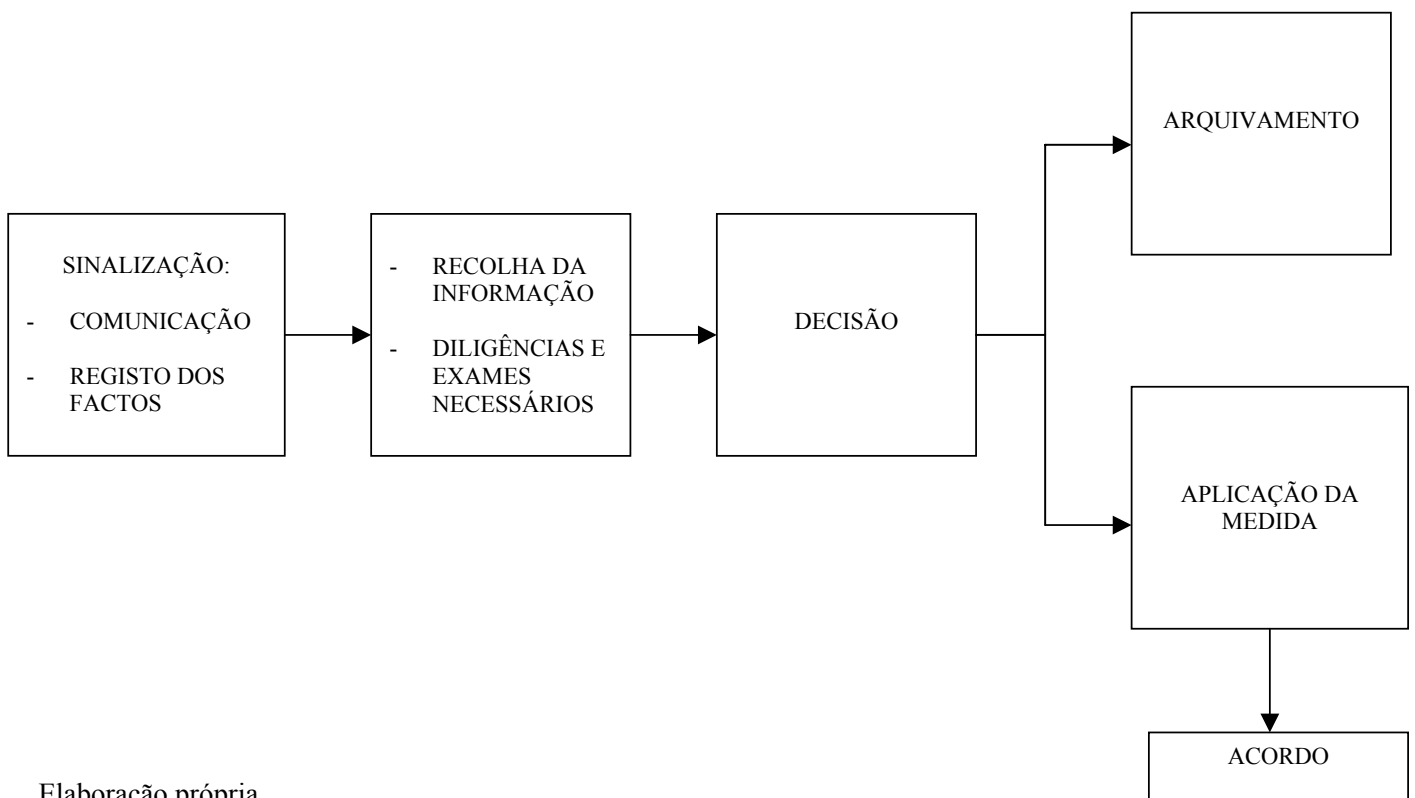 SINALIZAÇÃO:
- COMUNICAÇÃO
- REGISTO DOS
FACTOS
- RECOLHA DA
INFORMAÇÃO
- DILIGÊNCIAS E
EXAMES
NECESSÁRIOS
DECISÃO
ARQUIVAMENTO
APLICAÇÃO DA
MEDIDA
ACORDO
Elaboração própria